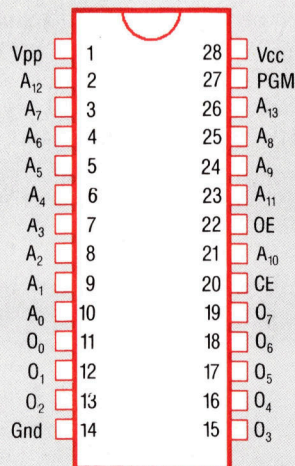 Vpp 1 28 Vcc
A12 2 27 PGM
A7 3 26 A13
A6 4 25 A8
A5 5 24 A9
A4 6 23 A11
A3 7 22 OE
A2 8 21 A10
A1 9 20 CE
A0 10 19 O7
O0 11 18 O6
O1 12 17 O5
O2 13 16 O4
Gnd 14 15 O3